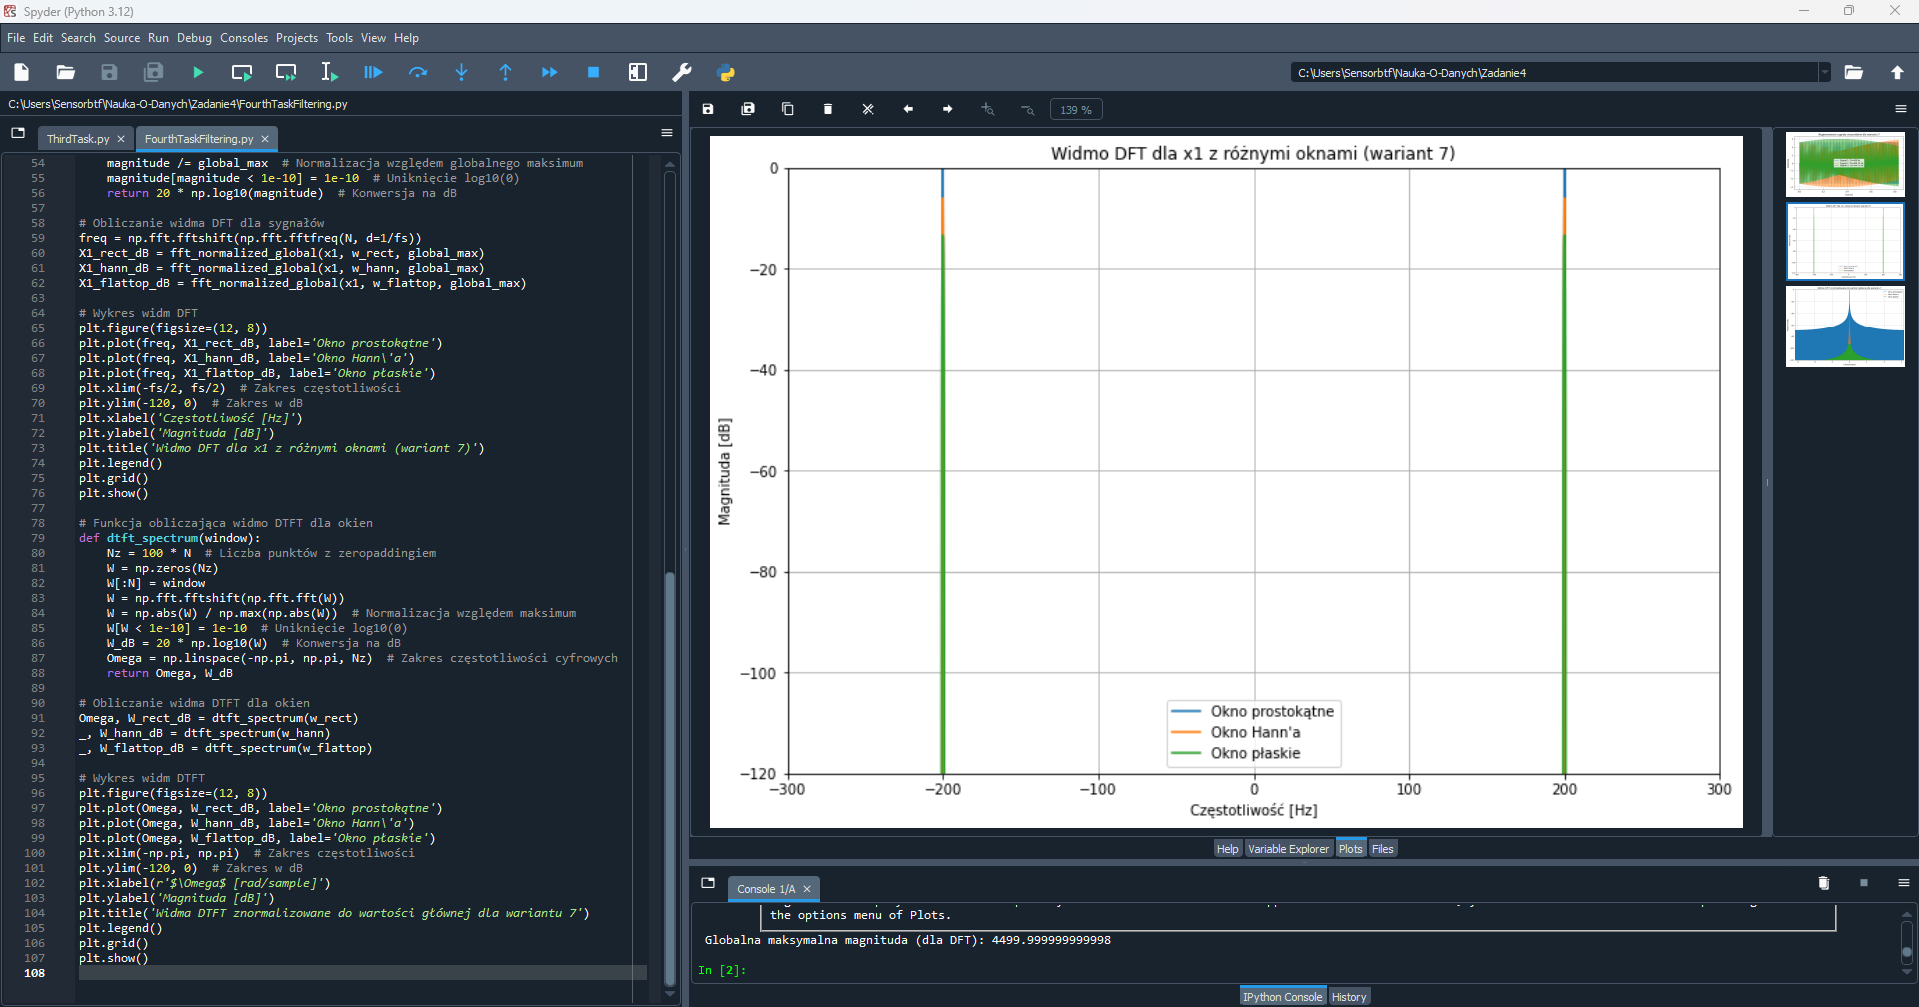 Spyder (Python 3.12)
File Edit Search Source Run Debug Consoles Projects Tools View Help
C:\Users\Sensorbtf\Nauka-O-Danych\Zadanie4
C:\Users\Sensorbtf\Nauka-O-Danych\Zadanie4\FourthTaskFiltering.py
ThirdTask.py
FourthTaskFiltering.py
54 magnitude /= global_max # Normalizacja względem globalnego maksimum
55 magnitude[magnitude < 1e-10] = 1e-10 # Uniknięcie log10(0)
56 return 20 * np.log10(magnitude) # Konwersja na dB
57
58 # Obliczanie widma DFT dla sygnałów
59 freq = np.fft.fftshift(np.fft.fftfreq(N, d=1/fs))
60 X1_rect_dB = fft_normalized_global(x1, w_rect, global_max)
61 X1_hann_dB = fft_normalized_global(x1, w_hann, global_max)
62 X1_flattop_dB = fft_normalized_global(x1, w_flattop, global_max)
63
64 # Wykres widm DFT
65 plt.figure(figsize=(12, 8))
66 plt.plot(freq, X1_rect_dB, label='Okno prostokątne')
67 plt.plot(freq, X1_hann_dB, label='Okno Hann\'a')
68 plt.plot(freq, X1_flattop_dB, label='Okno płaskie')
69 plt.xlim(-fs/2, fs/2) # Zakres częstotliwości
70 plt.ylim(-120, 0) # Zakres w dB
71 plt.xlabel('Częstotliwość [Hz]')
72 plt.ylabel('Magnituda [dB]')
73 plt.title('Widmo DFT dla x1 z różnymi oknami (wariant 7)')
74 plt.legend()
75 plt.grid()
76 plt.show()
77
78 # Funkcja obliczająca widmo DTFT dla okien
79 def dtft_spectrum(window):
80 Nz = 100 * N # Liczba punktów z zeropaddingiem
81 W = np.zeros(Nz)
82 W[:N] = window
83 W = np.fft.fftshift(np.fft.fft(W))
84 W = np.abs(W) / np.max(np.abs(W)) # Normalizacja względem maksimum
85 W[W < 1e-10] = 1e-10 # Uniknięcie log10(0)
86 W_dB = 20 * np.log10(W) # Konwersja na dB
87 Omega = np.linspace(-np.pi, np.pi, Nz) # Zakres częstotliwości cyfrowych
88 return Omega, W_dB
89
90 # Obliczanie widma DTFT dla okien
91 Omega, W_rect_dB = dtft_spectrum(w_rect)
92 _, W_hann_dB = dtft_spectrum(w_hann)
93 _, W_flattop_dB = dtft_spectrum(w_flattop)
94
95 # Wykres widm DTFT
96 plt.figure(figsize=(12, 8))
97 plt.plot(Omega, W_rect_dB, label='Okno prostokątne')
98 plt.plot(Omega, W_hann_dB, label='Okno Hann\'a')
99 plt.plot(Omega, W_flattop_dB, label='Okno płaskie')
100 plt.xlim(-np.pi, np.pi) # Zakres częstotliwości
101 plt.ylim(-120, 0) # Zakres w dB
102 plt.xlabel(r'$\Omega$ [rad/sample]')
103 plt.ylabel('Magnituda [dB]')
104 plt.title('Widma DTFT znormalizowane do wartości głównej dla wariantu 7')
105 plt.legend()
106 plt.grid()
107 plt.show()
108
139 %
Widmo DFT dla x1 z różnymi oknami (wariant 7)
Magnituda [dB]
0
−20
−40
−60
−80
−100
−120
Okno prostokątne
Okno Hann'a
Okno płaskie
−300 −200 −100 0 100 200 300
Częstotliwość [Hz]
Help Variable Explorer Plots Files
Console 1/A
the options menu of Plots.
Globalna maksymalna magnituda (dla DFT): 4499.999999999998
In [2]:
IPython Console History